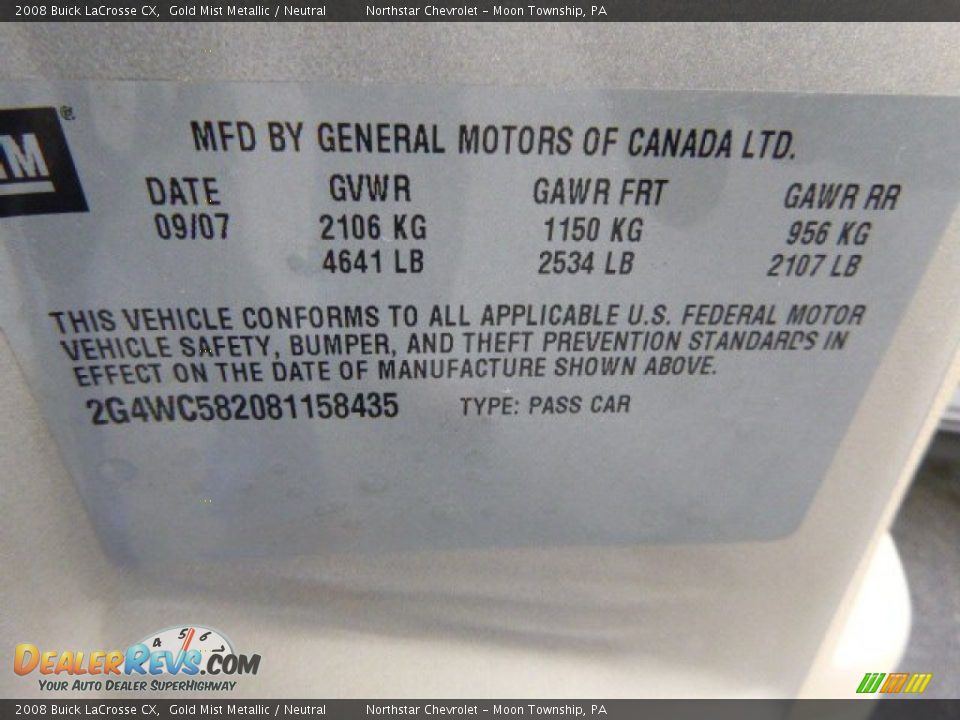 2008 Buick LaCrosse CX, Gold Mist Metallic / Neutral Northstar Chevrolet - Moon Township, PA
MFD BY GENERAL MOTORS OF CANADA LTD.
DATE GVWR GAWR FRT GAWR RR
09/07 2106 KG 1150 KG 956 KG
4641 LB 2534 LB 2107 LB
THIS VEHICLE CONFORMS TO ALL APPLICABLE U.S. FEDERAL MOTOR
VEHICLE SAFETY, BUMPER, AND THEFT PREVENTION STANDARDS IN
EFFECT ON THE DATE OF MANUFACTURE SHOWN ABOVE.
2G4WC582081158435 TYPE: PASS CAR
4 5 6
DEALERREVS.COM
YOUR AUTO DEALER SUPERHIGHWAY
2008 Buick LaCrosse CX, Gold Mist Metallic / Neutral Northstar Chevrolet - Moon Township, PA